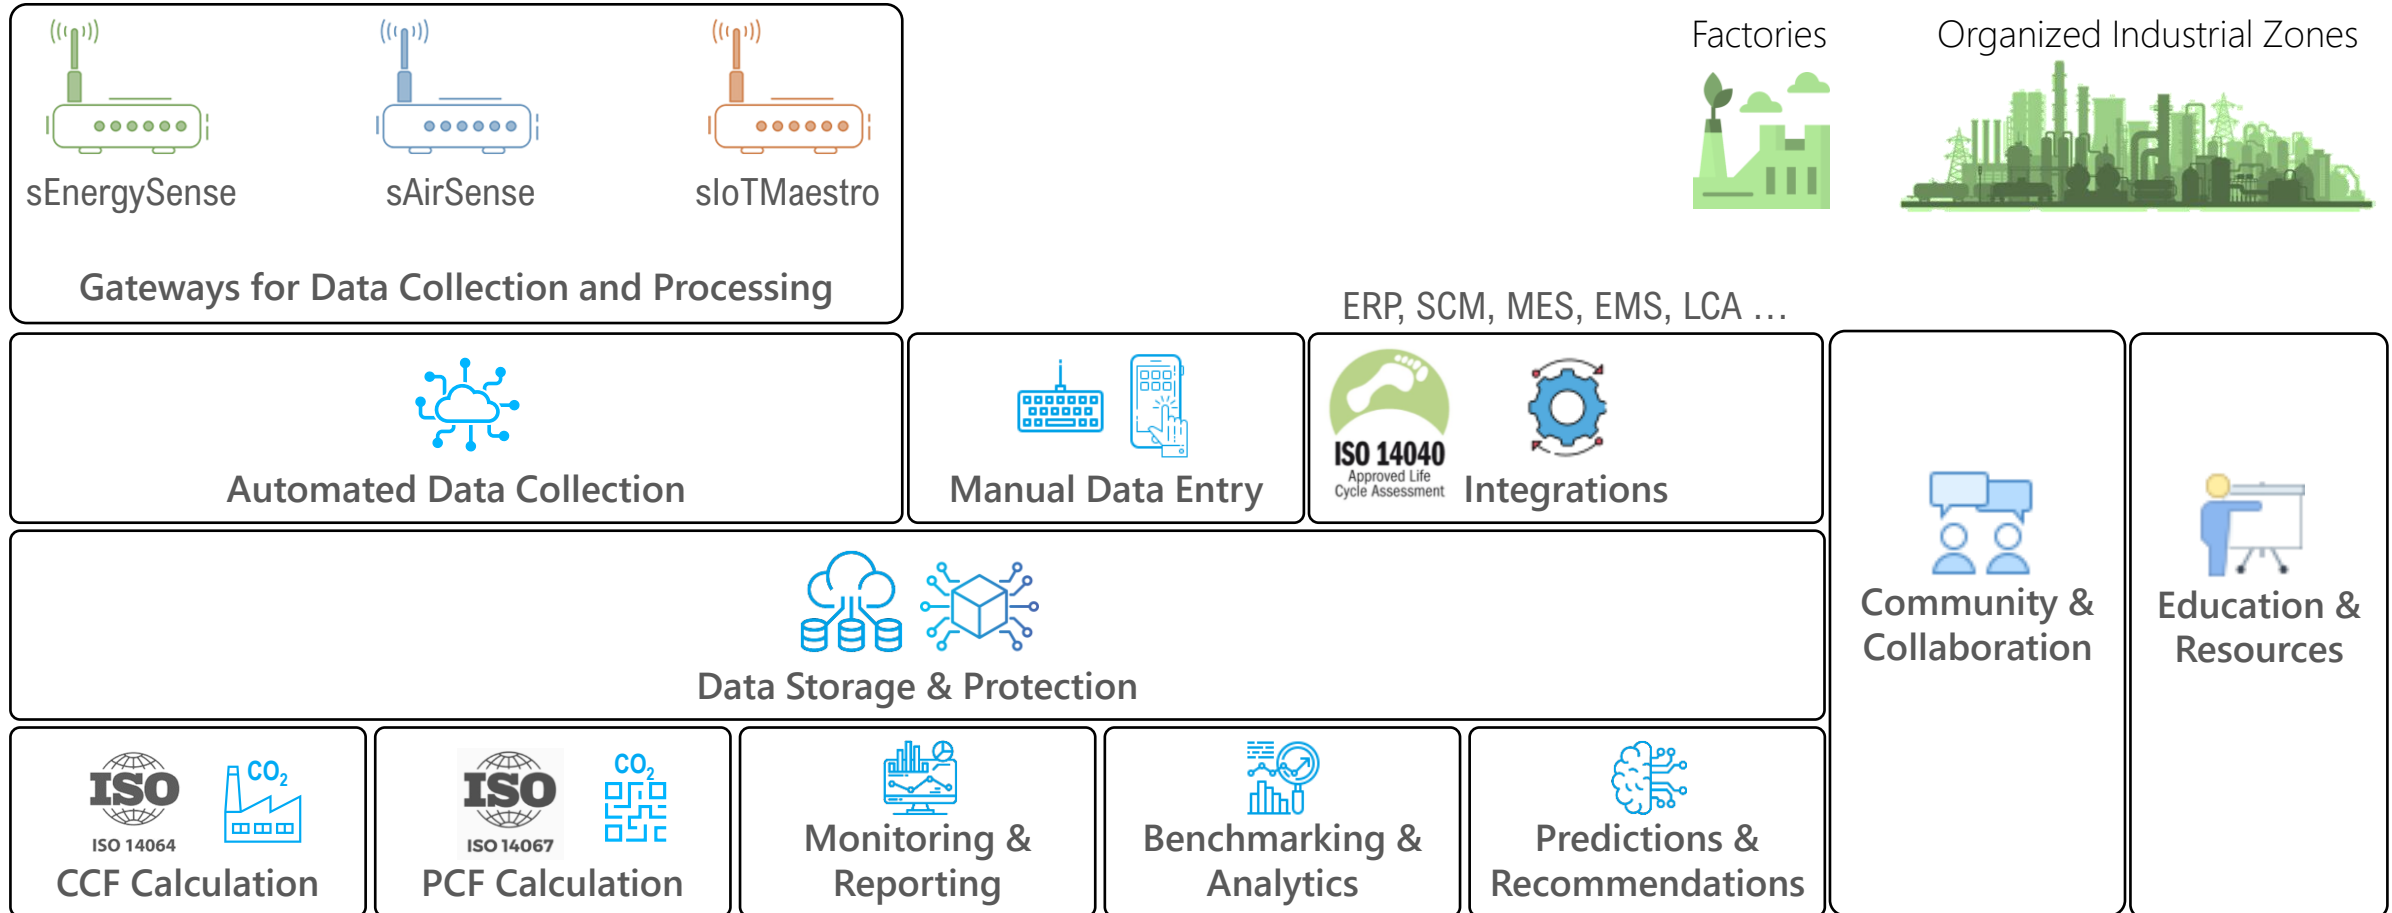 Factories
Organized Industrial Zones
sEnergySense
sAirSense
sIoTMaestro
Gateways for Data Collection and Processing
ERP, SCM, MES, EMS, LCA ...
Automated Data Collection
Manual Data Entry
ISO 14040
Approved Life
Cycle Assessment
Integrations
Data Storage & Protection
Community &
Collaboration
Education &
Resources
ISO
ISO 14064
CO₂
CCF Calculation
ISO
ISO 14067
CO₂
PCF Calculation
Monitoring &
Reporting
Benchmarking &
Analytics
Predictions &
Recommendations